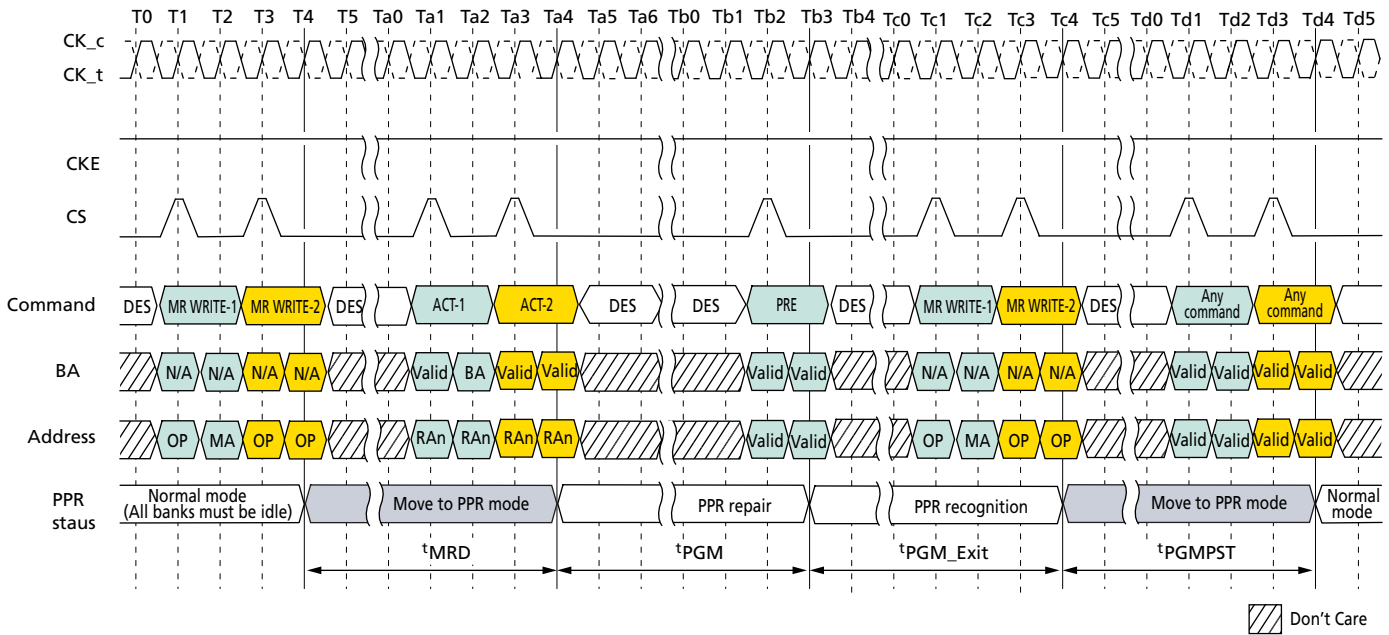 T0 T1 T2 T3 T4 T5 Ta0 Ta1 Ta2 Ta3 Ta4 Ta5 Ta6 Tb0 Tb1 Tb2 Tb3 Tb4 Tc0 Tc1 Tc2 Tc3 Tc4 Tc5 Td0 Td1 Td2 Td3 Td4 Td5
CK_c
CK_t
CKE
CS
Command DES MR WRITE-1 MR WRITE-2 DES ACT-1 ACT-2 DES DES PRE DES MR WRITE-1 MR WRITE-2 DES Any command Any command
BA N/A N/A N/A N/A Valid BA Valid Valid Valid Valid N/A N/A N/A N/A Valid Valid Valid Valid
Address OP MA OP OP RAn RAn RAn RAn Valid Valid OP MA OP OP Valid Valid Valid Valid
PPR
staus
Normal mode
(All banks must be idle)
Move to PPR mode
PPR repair
PPR recognition
Move to PPR mode
Normal
mode
tMRD tPGM tPGM_Exit tPGMPST
Don't Care